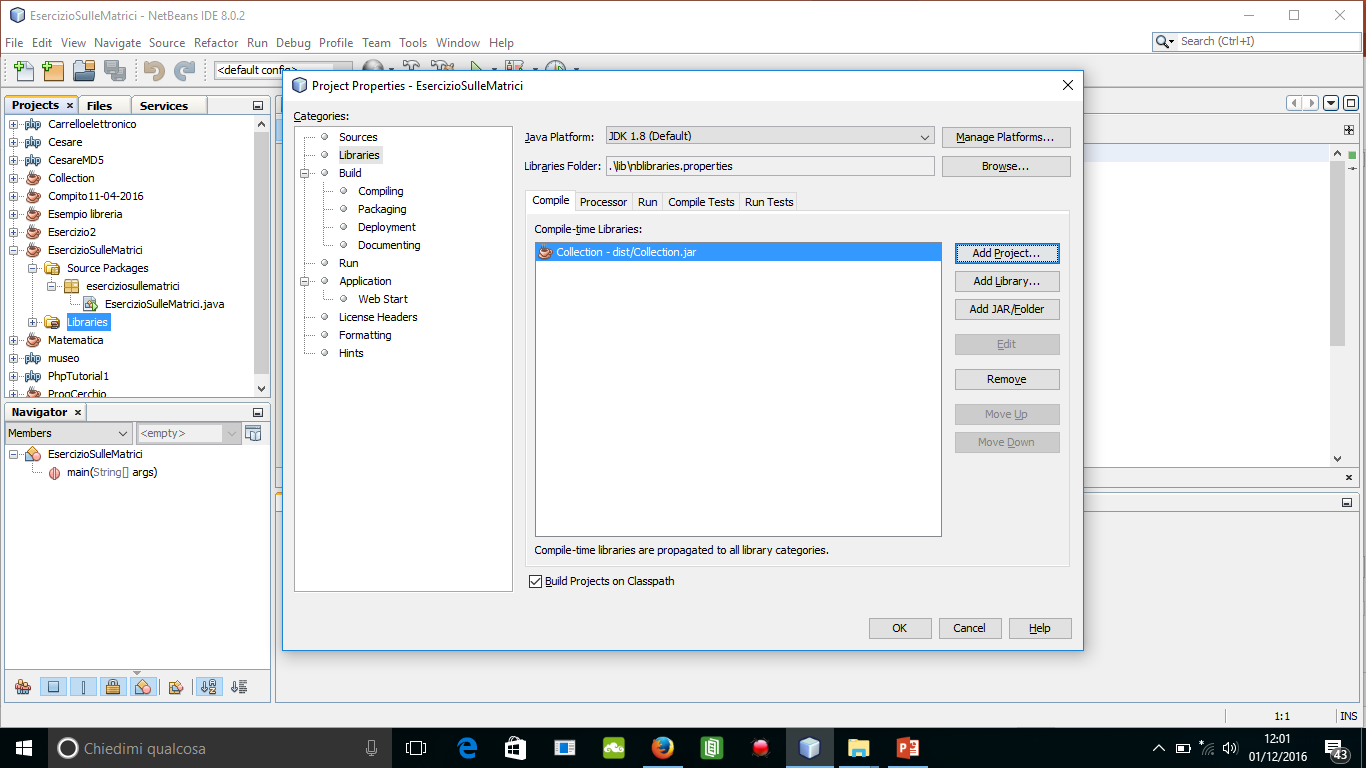 EsercizioSulleMatrici - NetBeans IDE 8.0.2
File Edit View Navigate Source Refactor Run Debug Profile Team Tools Window Help
Search (Ctrl+I)
<default config>
Projects
Files
Services
Carrelloelettronico
Cesare
CesareMD5
Collection
Compito11-04-2016
Esempio libreria
Esercizio2
EsercizioSulleMatrici
Source Packages
eserciziosullematrici
EsercizioSulleMatrici.java
Libraries
Matematica
museo
PhpTutorial1
ProgCerchio
Navigator
Members
<empty>
EsercizioSulleMatrici
main(String[] args)
Project Properties - EsercizioSulleMatrici
Categories:
Sources
Libraries
Build
Compiling
Packaging
Deployment
Documenting
Run
Application
Web Start
License Headers
Formatting
Hints
Java Platform: JDK 1.8 (Default) Manage Platforms...
Libraries Folder: .\lib\nblibraries.properties Browse...
Compile Processor Run Compile Tests Run Tests
Compile-time Libraries:
Collection - dist/Collection.jar
Add Project...
Add Library...
Add JAR/Folder
Edit
Remove
Move Up
Move Down
Compile-time libraries are propagated to all library categories.
Build Projects on Classpath
OK Cancel Help
1:1 INS
Chiedimi qualcosa
12:01
01/12/2016
43